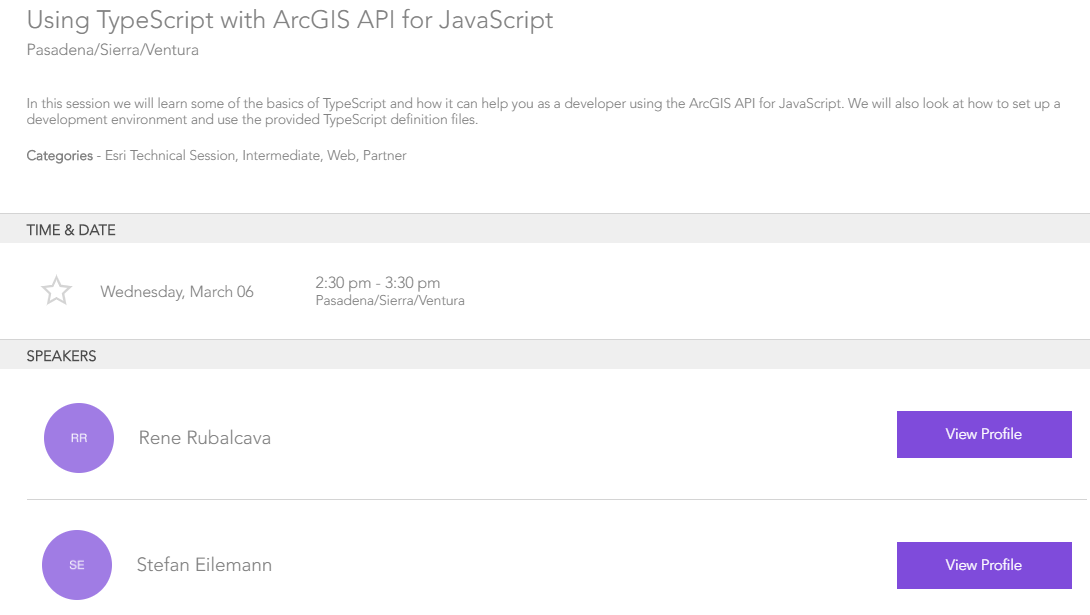 Using TypeScript with ArcGIS API for JavaScript
Pasadena/Sierra/Ventura
In this session we will learn some of the basics of TypeScript and how it can help you as a developer using the ArcGIS API for JavaScript. We will also look at how to set up a
development environment and use the provided TypeScript definition files.
Categories - Esri Technical Session, Intermediate, Web, Partner
TIME & DATE
Wednesday, March 06
2:30 pm - 3:30 pm
Pasadena/Sierra/Ventura
SPEAKERS
RR
Rene Rubalcava
View Profile
SE
Stefan Eilemann
View Profile